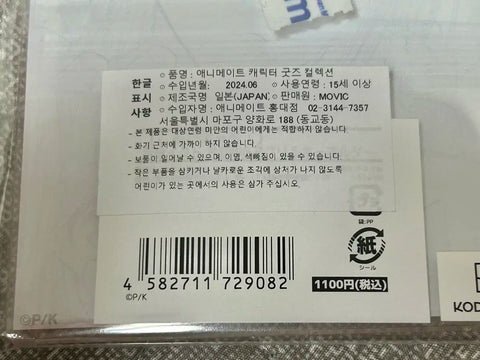 m
한글
표시
사항
○ 품명 : 애니메이트 캐릭터 굿즈 컬렉션
○ 수입년월 : 2024.06 ○ 사용연령 : 15세 이상
○ 제조국명 일본(JAPAN) ○ 판매원 : MOVIC
○ 수입자명 : 애니메이트 홍대점 02-3144-7357
서울특별시 마포구 양화로 188 (동교동)
- 본 제품은 대상연령 미만의 어린이에게는 적합하지 않습니다.
- 화기 근처에 가까이 하지 않습니다.
- 보풀이 일어날 수 있으며, 이염, 색빠짐이 있을 수 있습니다.
- 작은 부품을 삼키거나 날카로운 조각에 상처가 나지 않도록
어린이가 있는 곳에서의 사용은 삼가 주십시오.
袋:PP
紙
シール
4 582711 729082
1100円(税込)
©P/K
©P/K
KOD